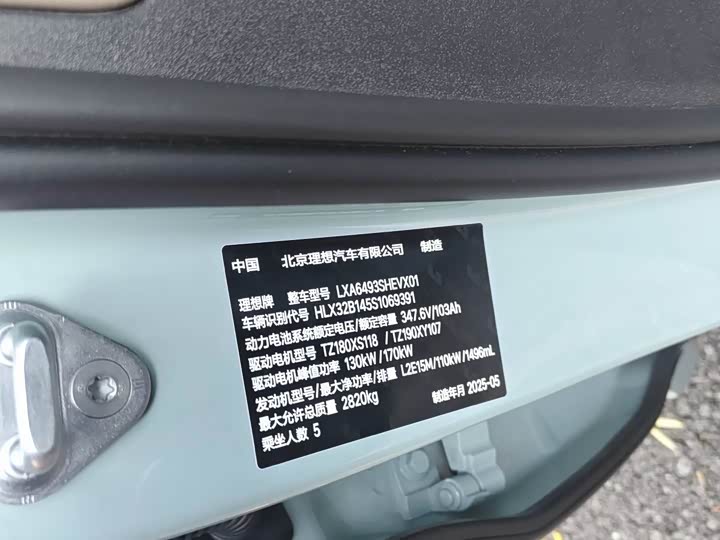 中国 北京理想汽车有限公司 制造
理想牌 整车型号 LXA6493SHEVX01
车辆识别代号 HLX32B145S1069391
动力电池系统额定电压/额定容量 347.6V/103Ah
驱动电机型号 TZ180XS118 /TZ190XY107
驱动电机峰值功率 130kW /170kW
发动机型号/最大净功率/排量 L2E15M/110kW/1496mL
最大允许总质量 2820kg 制造年月 2025-05
乘坐人数 5